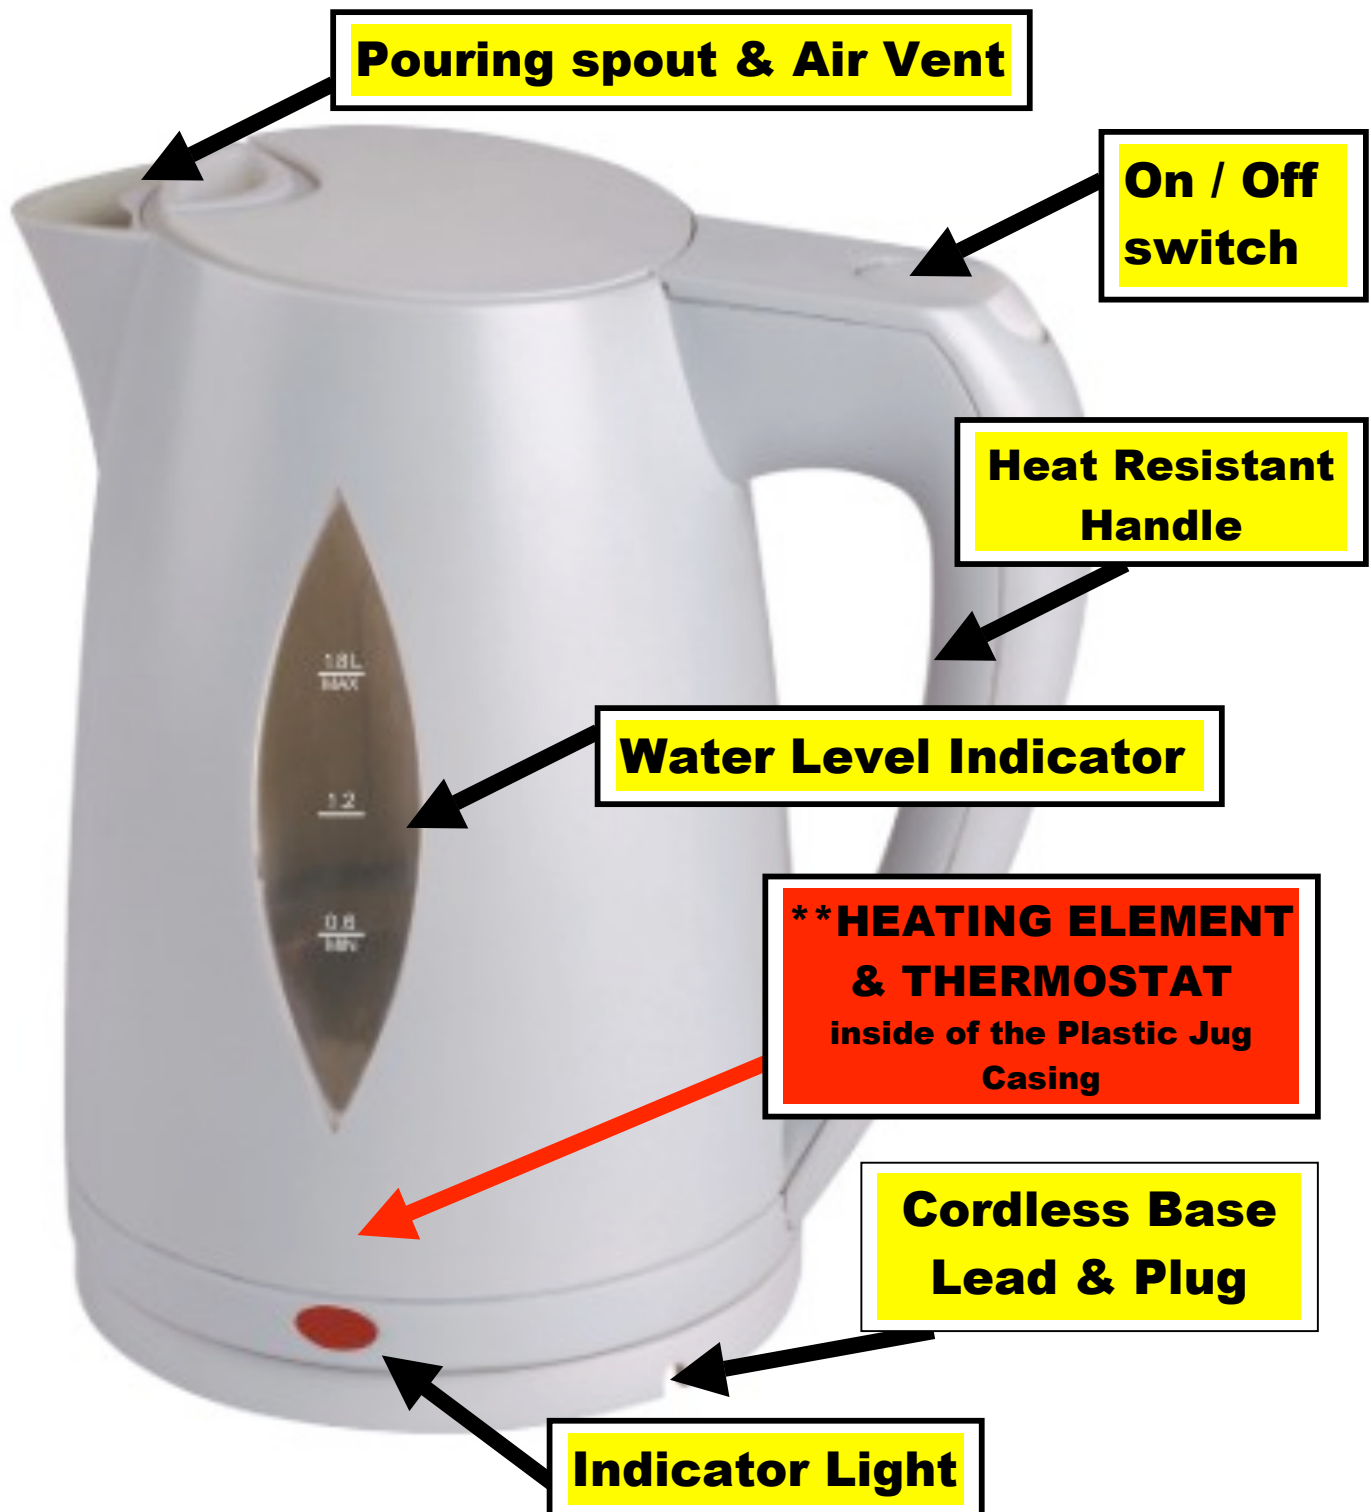 Pouring spout & Air Vent
On / Off
switch
Heat Resistant
Handle
1.8 L
MAX
Water Level Indicator
1.2
0.6
MIN
**HEATING ELEMENT
& THERMOSTAT
inside of the Plastic Jug
Casing
Cordless Base
Lead & Plug
Indicator Light